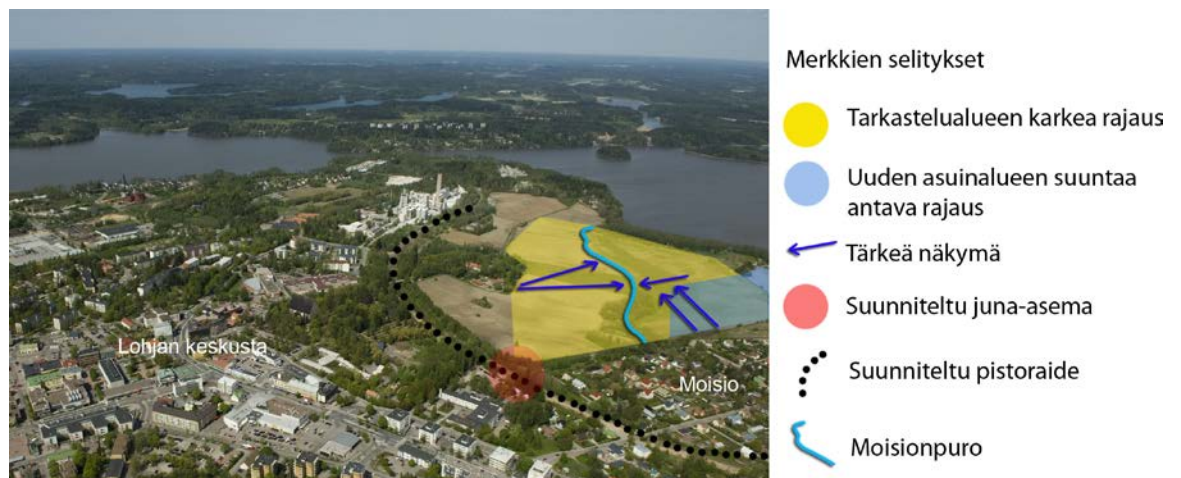 Lohjan keskusta
Moisio
Merkkien selitykset
Tarkastelualueen karkea rajaus
Uuden asuinalueen suuntaa
antava rajaus
Tärkeä näkymä
Suunniteltu juna-asema
Suunniteltu pistoraide
Moisionpuro